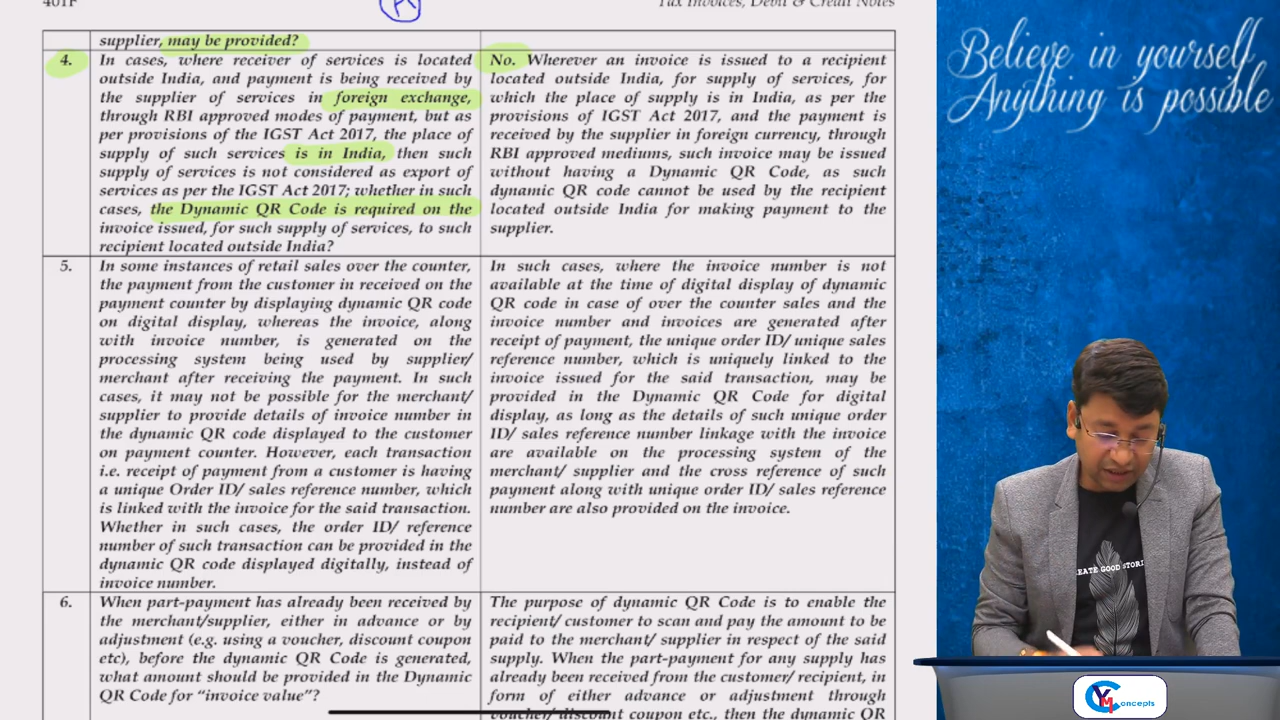 401F
Tax Invoices, Debit & Credit Notes
supplier, may be provided?
4.
In cases, where receiver of services is located
outside India, and payment is being received by
the supplier of services in foreign exchange,
through RBI approved modes of payment, but as
per provisions of the IGST Act 2017, the place of
supply of such services is in India, then such
supply of services is not considered as export of
services as per the IGST Act 2017; whether in such
cases, the Dynamic QR Code is required on the
invoice issued, for such supply of services, to such
recipient located outside India?
No. Wherever an invoice is issued to a recipient
located outside India, for supply of services, for
which the place of supply is in India, as per the
provisions of IGST Act 2017, and the payment is
received by the supplier in foreign currency, through
RBI approved mediums, such invoice may be issued
without having a Dynamic QR Code, as such
dynamic QR code cannot be used by the recipient
located outside India for making payment to the
supplier.
5.
In some instances of retail sales over the counter,
the payment from the customer in received on the
payment counter by displaying dynamic QR code
on digital display, whereas the invoice, along
with invoice number, is generated on the
processing system being used by supplier/
merchant after receiving the payment. In such
cases, it may not be possible for the merchant/
supplier to provide details of invoice number in
the dynamic QR code displayed to the customer
on payment counter. However, each transaction
i.e. receipt of payment from a customer is having
a unique Order ID/ sales reference number, which
is linked with the invoice for the said transaction.
Whether in such cases, the order ID/ reference
number of such transaction can be provided in the
dynamic QR code displayed digitally, instead of
invoice number.
In such cases, where the invoice number is not
available at the time of digital display of dynamic
QR code in case of over the counter sales and the
invoice number and invoices are generated after
receipt of payment, the unique order ID/ unique sales
reference number, which is uniquely linked to the
invoice issued for the said transaction, may be
provided in the Dynamic QR Code for digital
display, as long as the details of such unique order
ID/ sales reference number linkage with the invoice
are available on the processing system of the
merchant/ supplier and the cross reference of such
payment along with unique order ID/ sales reference
number are also provided on the invoice.
6.
When part-payment has already been received by
the merchant/supplier, either in advance or by
adjustment (e.g. using a voucher, discount coupon
etc), before the dynamic QR Code is generated,
what amount should be provided in the Dynamic
QR Code for "invoice value"?
The purpose of dynamic QR Code is to enable the
recipient/ customer to scan and pay the amount to be
paid to the merchant/ supplier in respect of the said
supply. When the part-payment for any supply has
already been received from the customer/ recipient, in
form of either advance or adjustment through
voucher/ discount coupon etc., then the dynamic QR
Believe in yourself
Anything is possible
EATE GOOD STORI
YM
Concepts